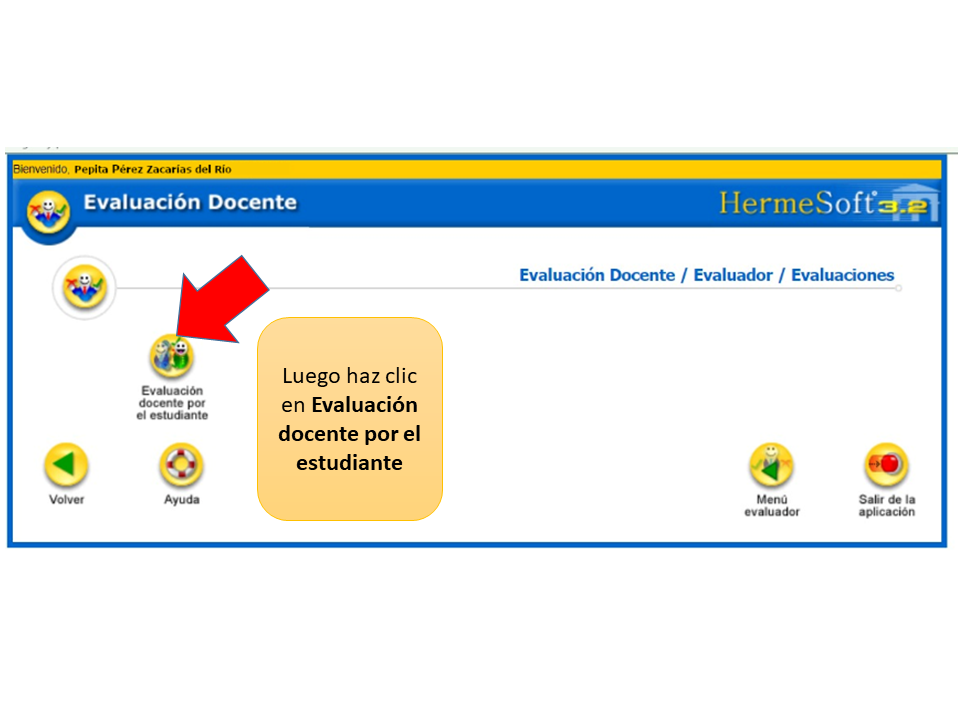 Bienvenido, Pepita Pérez Zacarías del Río
Evaluación Docente
HermeSoft® 3.2
Evaluación Docente / Evaluador / Evaluaciones
Evaluación
docente por
el estudiante
Luego haz clic
en Evaluación
docente por el
estudiante
Volver
Ayuda
Menú
evaluador
Salir de la
aplicación